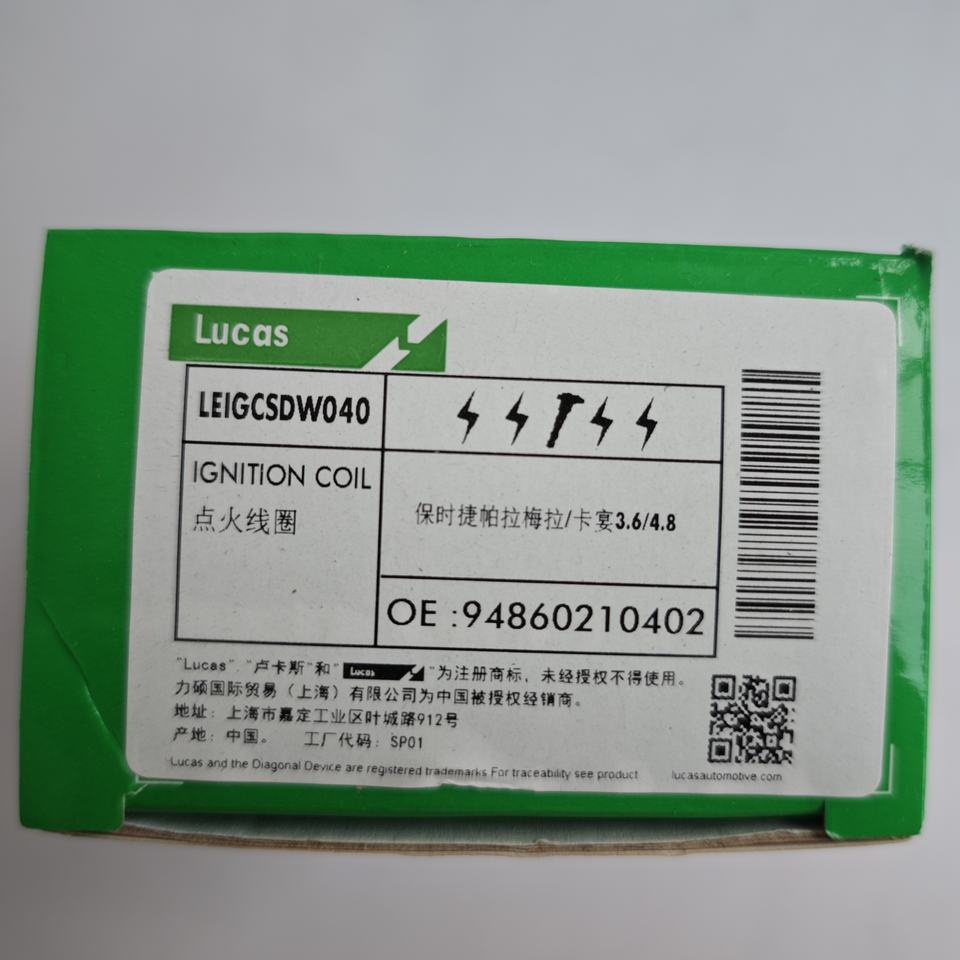 Lucas
LEIGCSDW040
IGNITION COIL
点火线圈
保时捷帕拉梅拉/卡宴3.6/4.8
OE :94860210402
"Lucas"、"卢卡斯"和" Lucas "为注册商标，未经授权不得使用。
力硕国际贸易（上海）有限公司为中国被授权经销商。
地址：上海市嘉定工业区叶城路912号
产地：中国。 工厂代码：SP01
Lucas and the Diagonal Device are registered trademarks For traceability see product
lucasautomotive.com